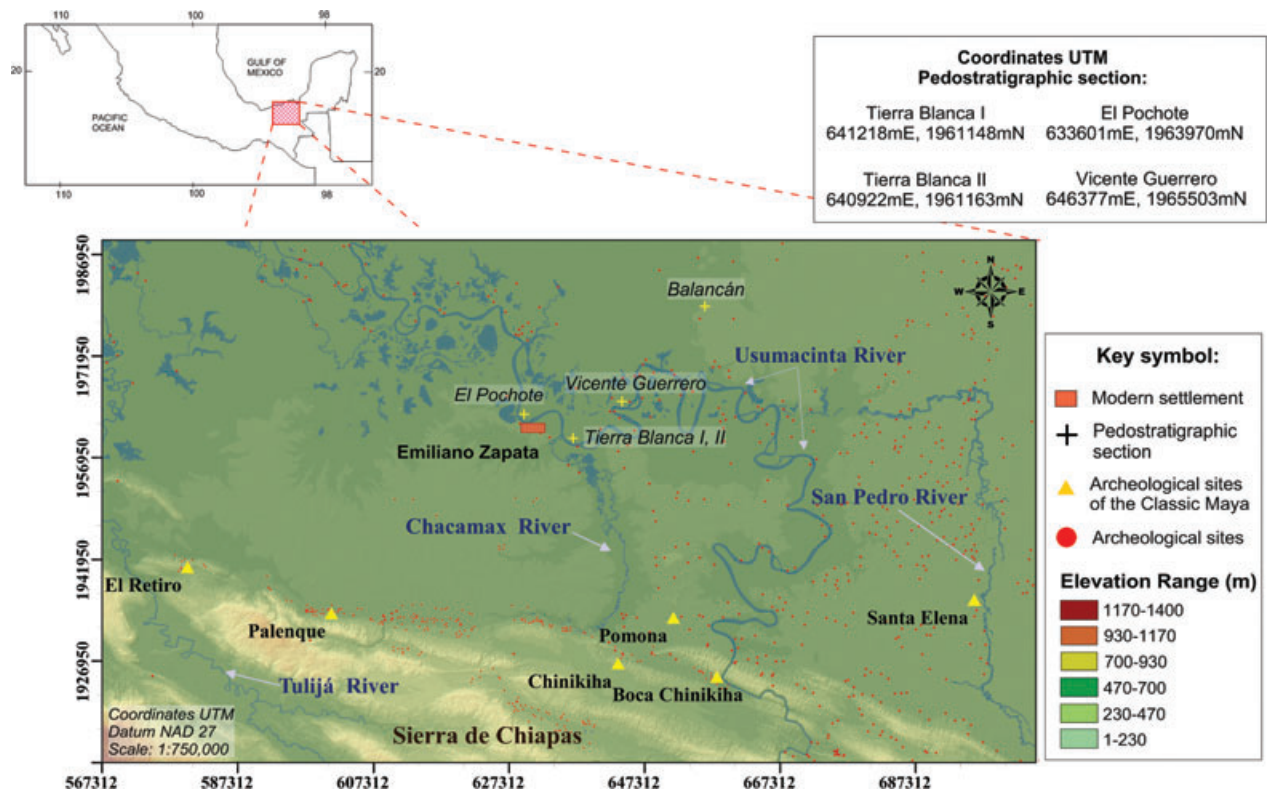 110
100
98
20
GULF OF
MEXICO
20
PACIFIC
OCEAN
110
100
98
Coordinates UTM
Pedostratigraphic section:
Tierra Blanca I
641218mE, 1961148mN
El Pochote
633601mE, 1963970mN
Tierra Blanca II
640922mE, 1961163mN
Vicente Guerrero
646377mE, 1965503mN
1986950
1971950
1956950
1941950
1926950
N
W
E
S
Balancán
Usumacinta River
Vicente Guerrero
El Pochote
Tierra Blanca I, II
Emiliano Zapata
San Pedro River
Chacamax River
El Retiro
Palenque
Pomona
Santa Elena
Chinikiha
Boca Chinikiha
Tulijá River
Sierra de Chiapas
Coordinates UTM
Datum NAD 27
Scale: 1:750,000
567312
587312
607312
627312
647312
667312
687312
Key symbol:
Modern settlement
Pedostratigraphic
section
Archeological sites
of the Classic Maya
Archeological sites
Elevation Range (m)
1170-1400
930-1170
700-930
470-700
230-470
1-230